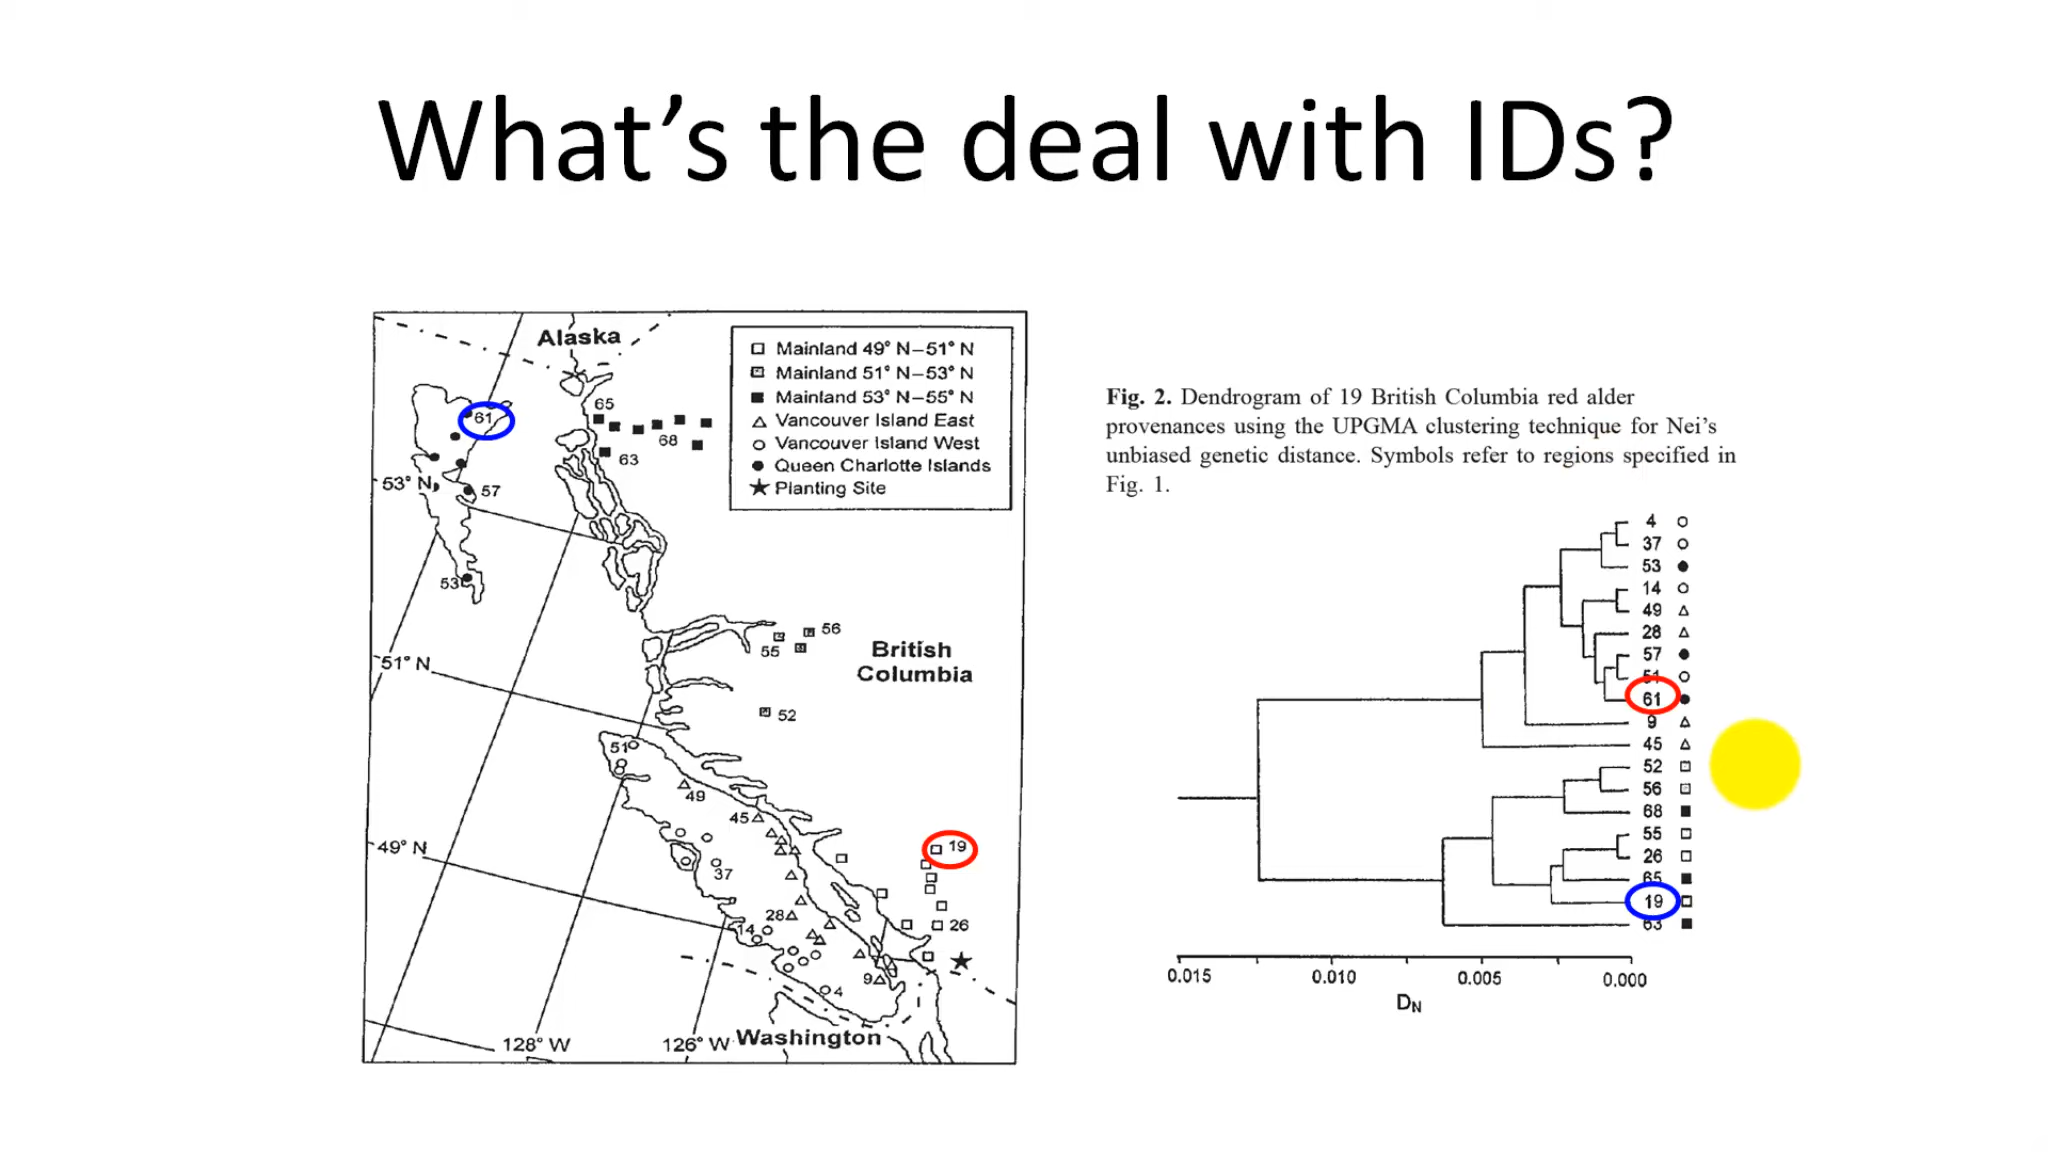 What's the deal with IDs?
Alaska
□ Mainland 49° N–51° N
Mainland 51° N–53° N
■ Mainland 53° N–55° N
△ Vancouver Island East
○ Vancouver Island West
● Queen Charlotte Islands
★ Planting Site
61
65
68
63
53° N
57
53
56
55
British
Columbia
51° N
52
51
49
45
19
49° N
37
28
14
26
9
4
128° W
126° W
Washington
Fig. 2. Dendrogram of 19 British Columbia red alder
provenances using the UPGMA clustering technique for Nei's
unbiased genetic distance. Symbols refer to regions specified in
Fig. 1.
4
37
53
14
49
28
57
51
61
9
45
52
56
68
55
26
65
19
63
0.015 0.010 0.005 0.000
DN